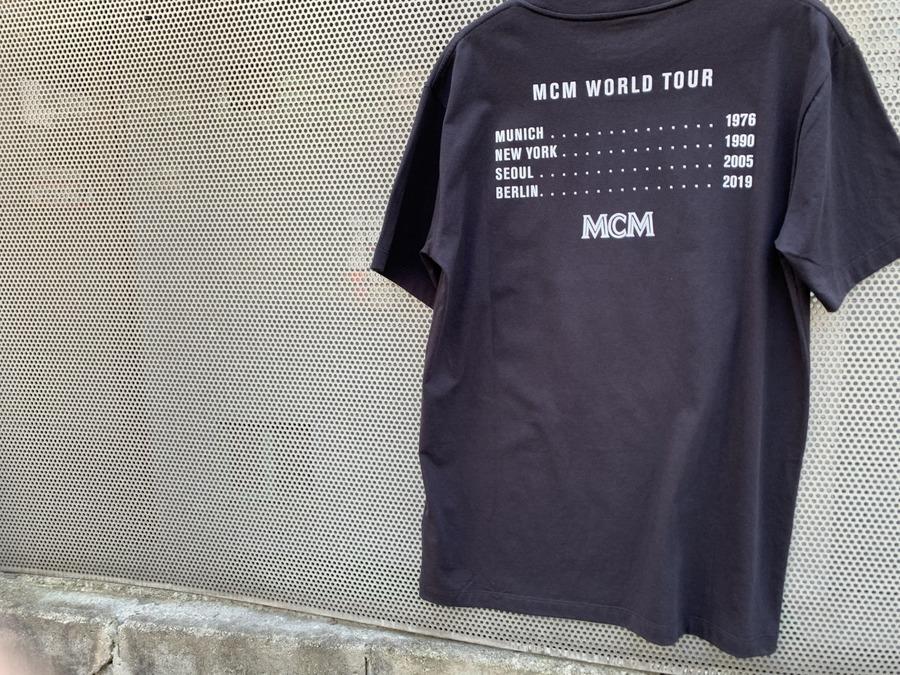 MCM WORLD TOUR
MUNICH . . . . . . . . . . . . . . 1976
NEW YORK . . . . . . . . . . . . . 1990
SEOUL . . . . . . . . . . . . . . . 2005
BERLIN. . . . . . . . . . . . . . . 2019
MCM